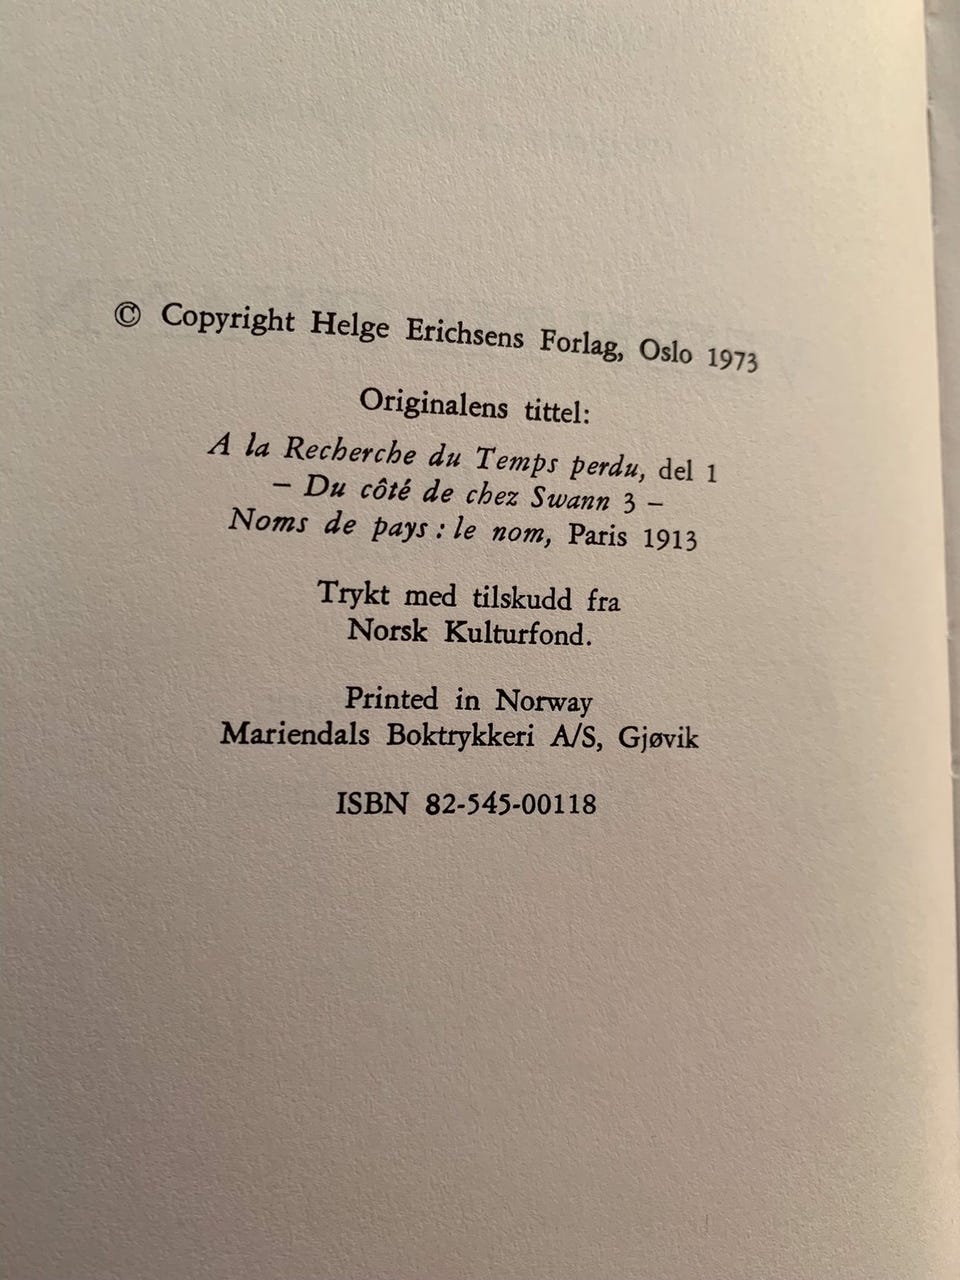 © Copyright Helge Erichsens Forlag, Oslo 1973
Originalens tittel:
A la Recherche du Temps perdu, del 1
– Du côté de chez Swann 3 –
Noms de pays : le nom, Paris 1913
Trykt med tilskudd fra
Norsk Kulturfond.
Printed in Norway
Mariendals Boktrykkeri A/S, Gjøvik
ISBN 82-545-00118